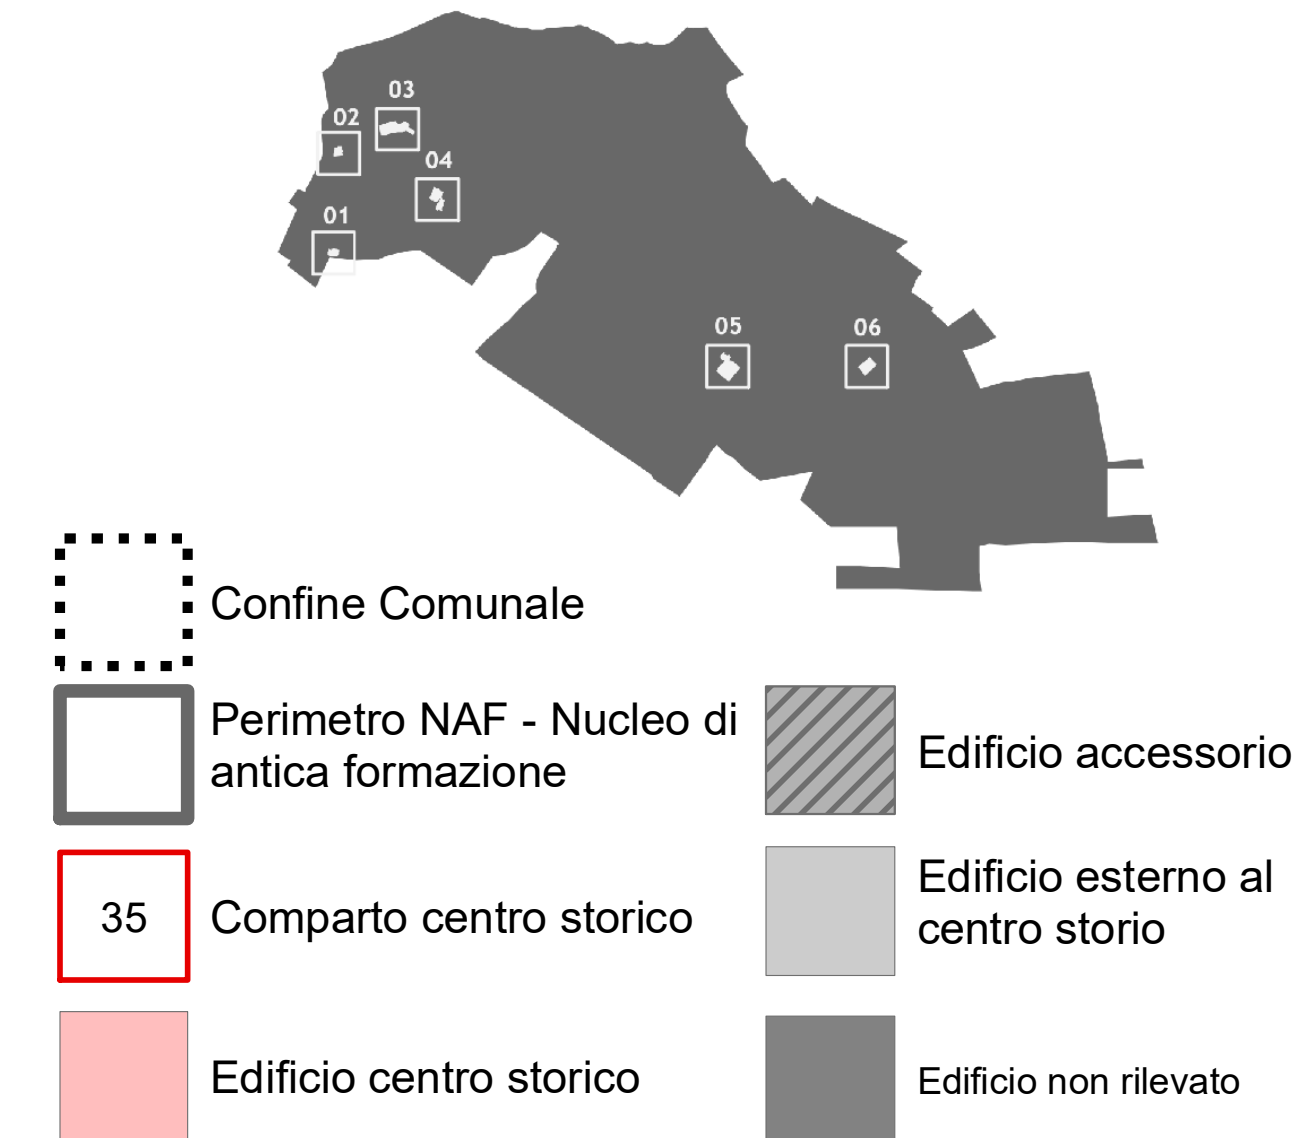 03
02
04
01
05
06
Confine Comunale
Perimetro NAF - Nucleo di
antica formazione
35
Comparto centro storico
Edificio centro storico
Edificio accessorio
Edificio esterno al
centro storio
Edificio non rilevato